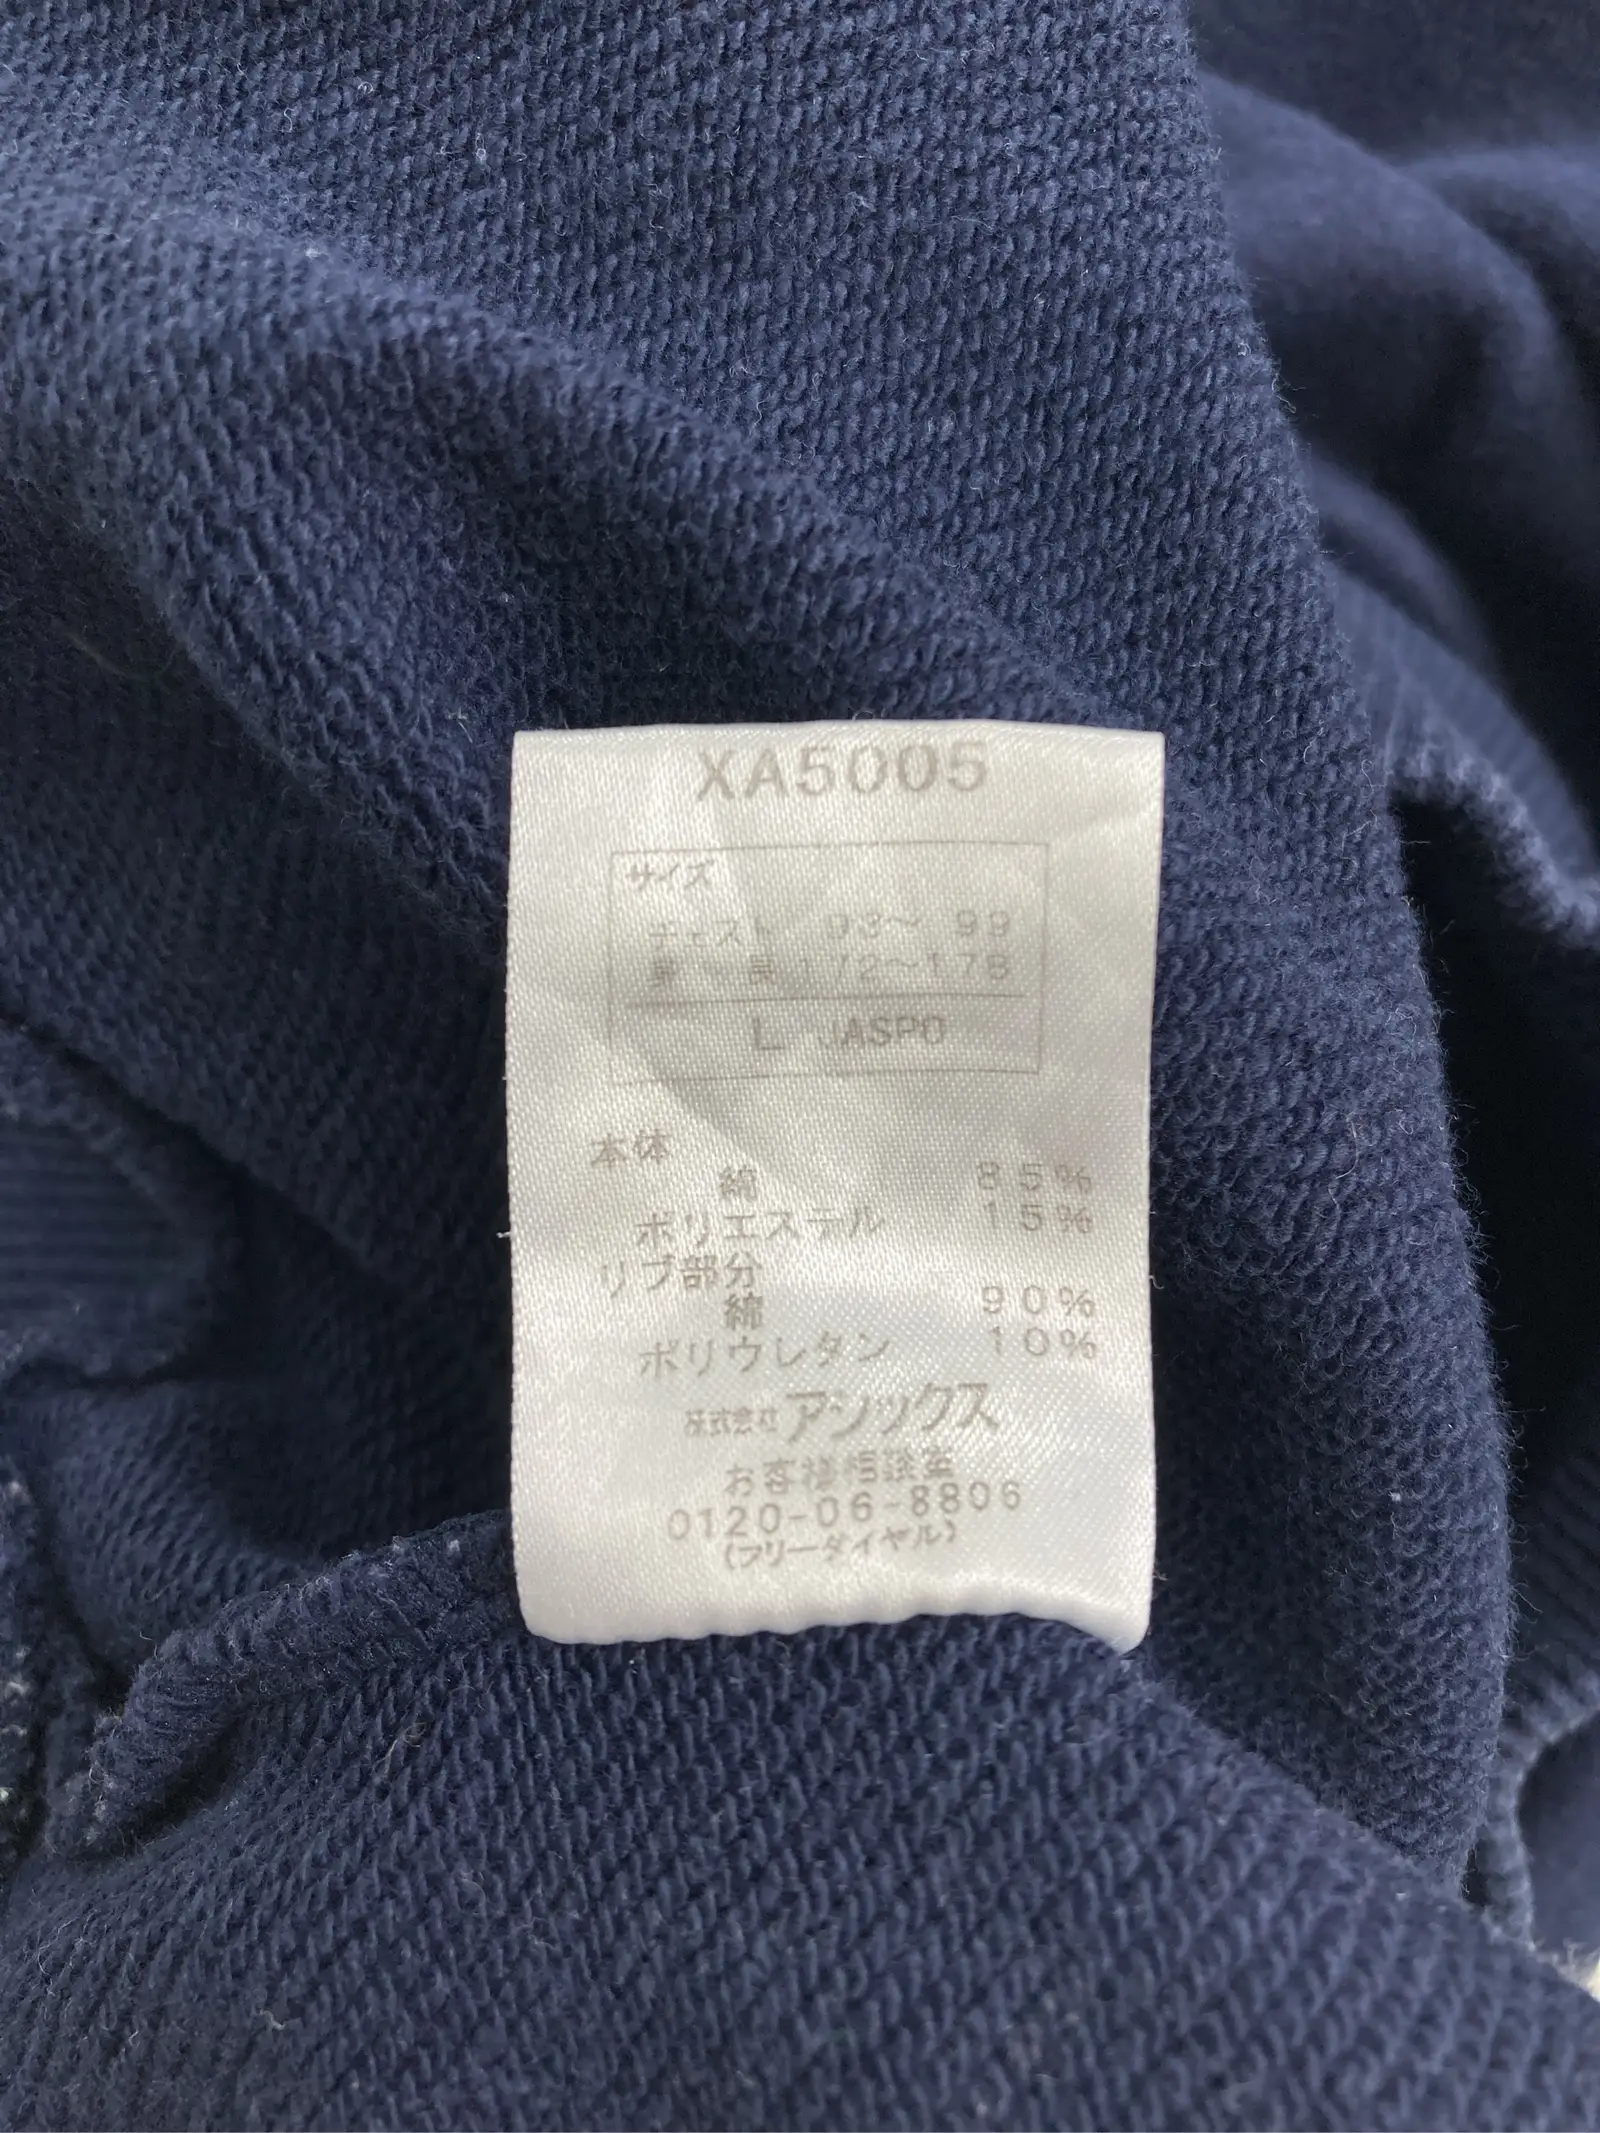 XA5005
サイズ
チェスト 93～ 99
身 長 172～178
L JASPO
本体
綿 85%
ポリエステル 15%
リブ部分
綿 90%
ポリウレタン 10%
株式会社アシックス
お客様相談室
0120-06-8806
(フリーダイヤル)